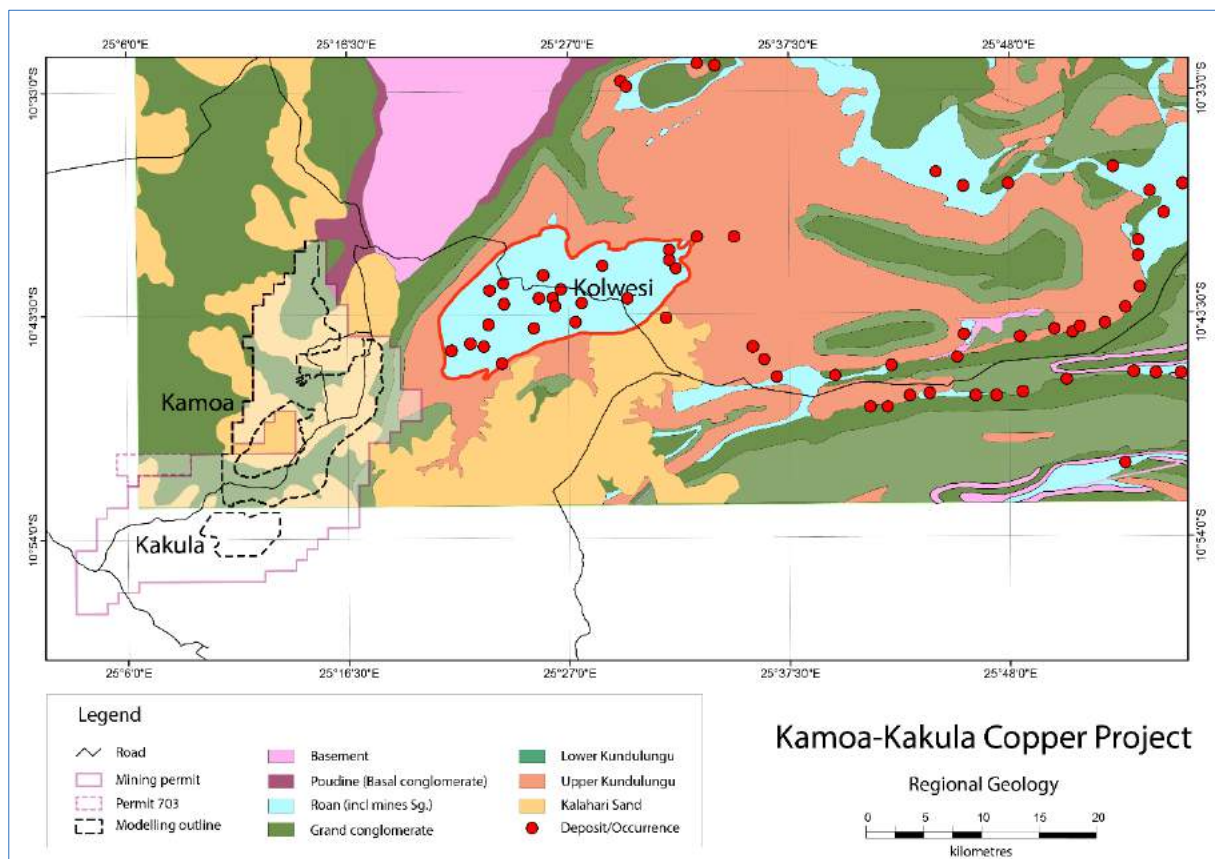 25°6'0"E 25°16'30"E 25°27'0"E 25°37'30"E 25°48'0"E
10°33'0"S
10°33'0"S
Kolwesi
10°43'30"S
10°43'30"S
Kamoa
Kakula
10°54'0"S
10°54'0"S
25°6'0"E 25°16'30"E 25°27'0"E 25°37'30"E 25°48'0"E
Legend
Road
Mining permit
Permit 703
Modelling outline
Basement
Poudine (Basal conglomerate)
Roan (incl mines Sg.)
Grand conglomerate
Lower Kundulungu
Upper Kundulungu
Kalahari Sand
Deposit/Occurrence
Kamoa-Kakula Copper Project
Regional Geology
0 5 10 15 20
kilometres